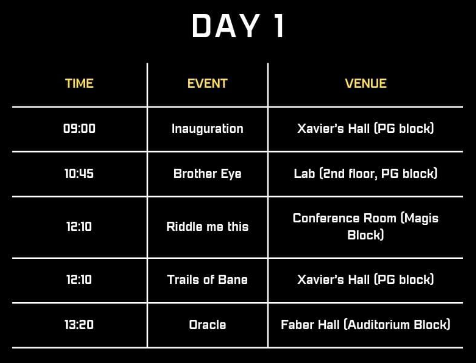 DAY 1
TIME EVENT VENUE
09:00 Inauguration Xavier's Hall (PG block)
10:45 Brother Eye Lab (2nd floor, PG block)
12:10 Riddle me this Conference Room (Magis
Block)
12:10 Trails of Bane Xavier's Hall (PG block)
13:20 Oracle Faber Hall (Auditorium Block)